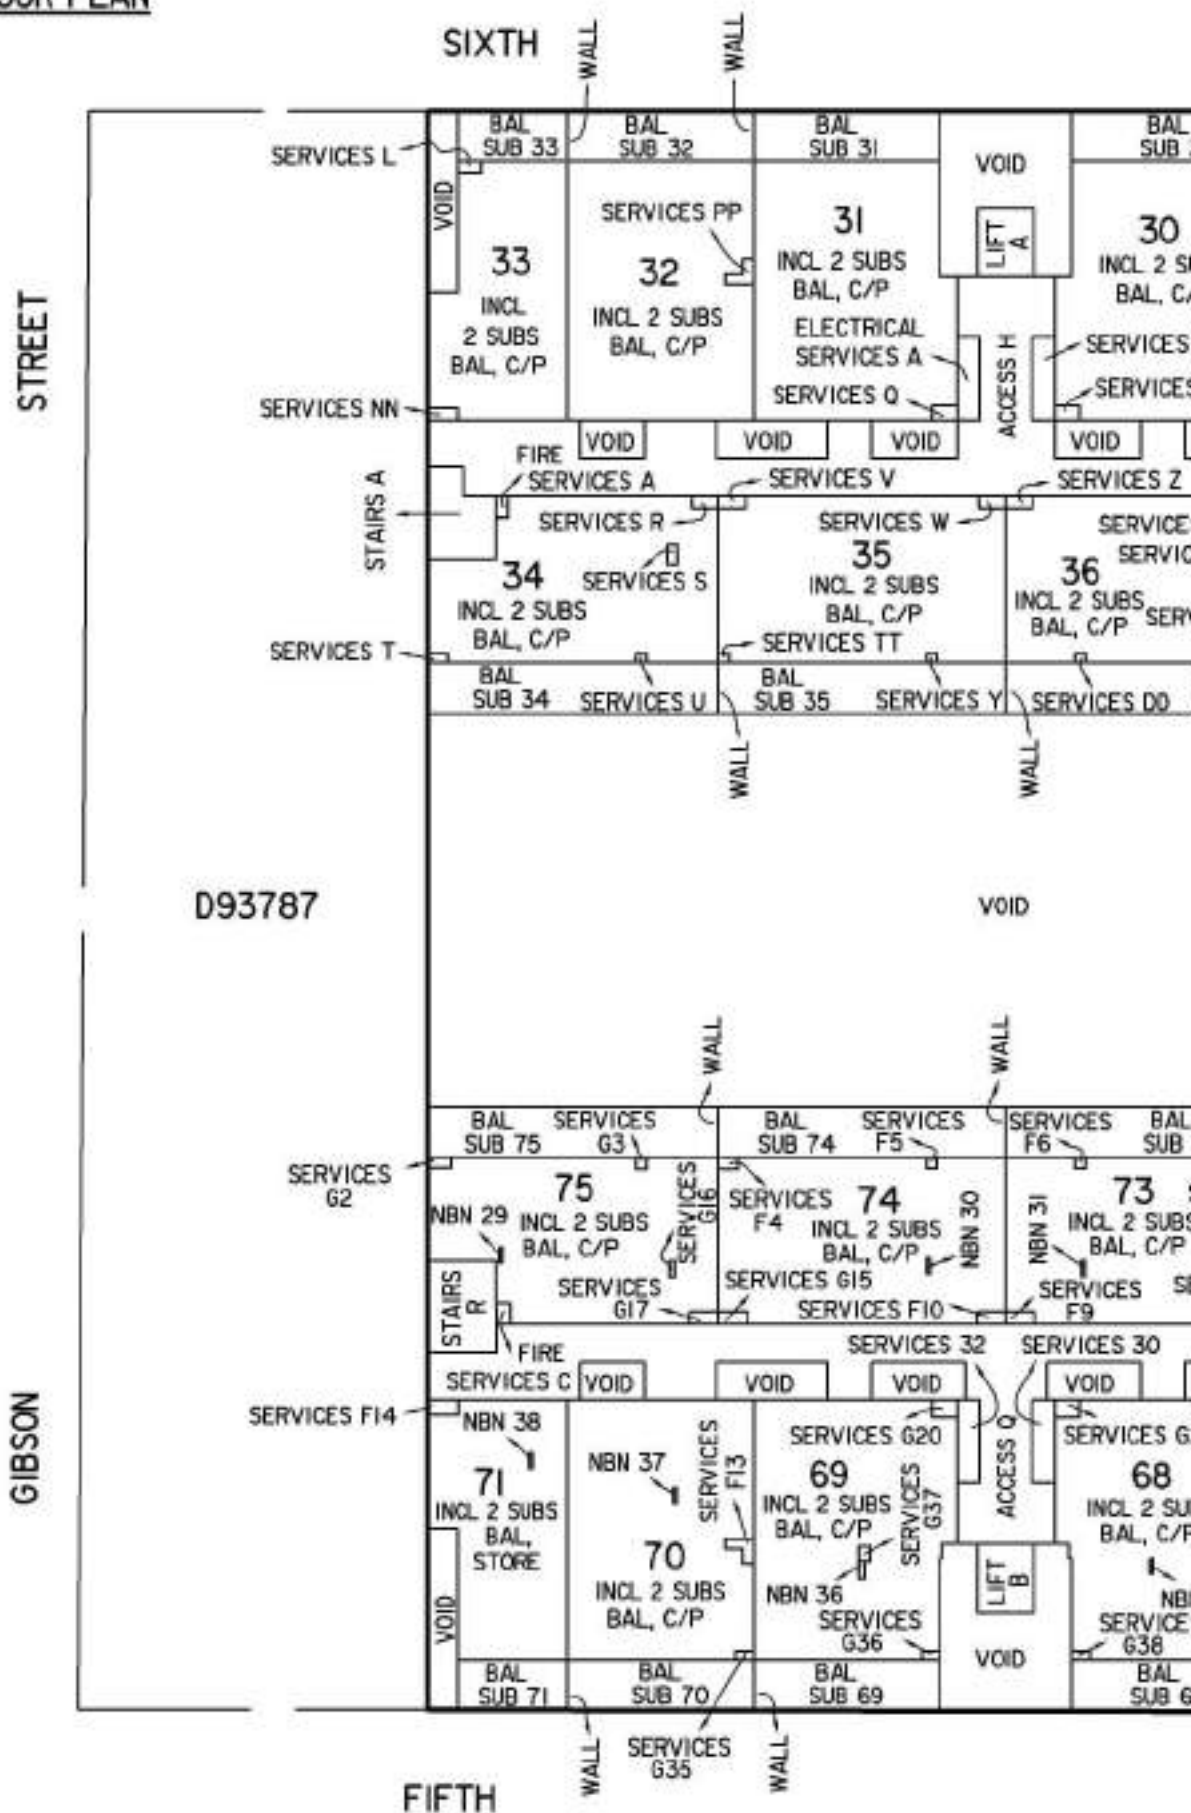 OOR PLAN
SIXTH
WALL
WALL
BAL
SUB 33
BAL
SUB 32
BAL
SUB 31
BAL
SUB
SERVICES L
VOID
VOID
SERVICES PP
LIFT
A
33
INCL
2 SUBS
BAL, C/P
32
INCL 2 SUBS
BAL, C/P
31
INCL 2 SUBS
BAL, C/P
30
INCL 2
BAL,
STREET
ELECTRICAL
SERVICES A
ACCESS H
SERVICES
SERVICES
SERVICES Q
SERVICES NN
VOID
VOID
VOID
VOID
FIRE
SERVICES A
SERVICES V
SERVICES Z
STAIRS A
SERVICES R
SERVICES W
SERVICE
SERVIC
34
INCL 2 SUBS
BAL, C/P
SERVICES S
35
INCL 2 SUBS
BAL, C/P
36
INCL 2 SUBS
BAL, C/P
SERV
SERVICES T
SERVICES TT
BAL
SUB 34
SERVICES U
BAL
SUB 35
SERVICES Y
SERVICES DD
WALL
WALL
D93787
VOID
WALL
WALL
BAL
SUB 75
SERVICES
G3
BAL
SUB 74
SERVICES
F5
SERVICES
F6
BAL
SUB
SERVICES
G2
75
INCL 2 SUBS
BAL, C/P
NBN 29
SERVICES
G16
SERVICES
F4
74
INCL 2 SUBS
BAL, C/P
NBN 30
NBN 31
73
INCL 2 SUBS
BAL, C/P
STAIRS
R
SERVICES
G17
SERVICES G15
SERVICES F10
SERVICES
F9
FIRE
SERVICES C
SERVICES 32
SERVICES 30
VOID
VOID
VOID
VOID
SERVICES F14
NBN 38
NBN 37
SERVICES
F13
SERVICES G20
ACCESS Q
SERVICES G
GIBSON
71
INCL 2 SUBS
BAL,
STORE
70
INCL 2 SUBS
BAL, C/P
69
INCL 2 SUBS
BAL, C/P
SERVICES
G37
68
INCL 2
BAL, C/P
NBN 36
LIFT
B
NB
VOID
SERVICES
G36
VOID
SERVICE
G38
BAL
SUB 71
BAL
SUB 70
BAL
SUB 69
BAL
SUB 6
WALL
SERVICES
G35
WALL
FIFTH